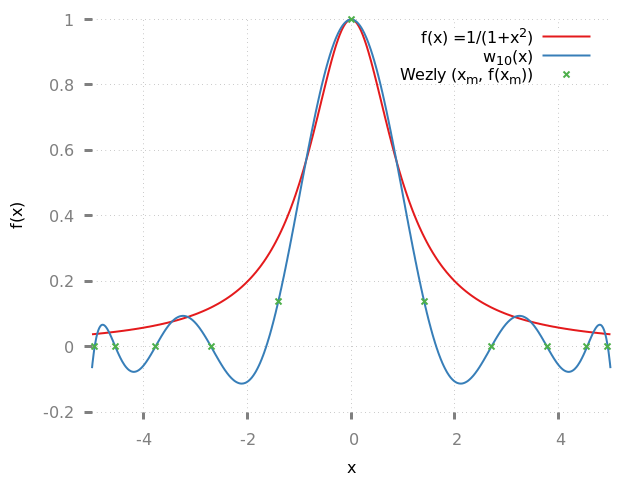 f(x) =1/(1+x²)
w₁₀(x)
Wezly (xₘ, f(xₘ))
1
0.8
0.6
0.4
0.2
0
-0.2
f(x)
-4 -2 0 2 4
x